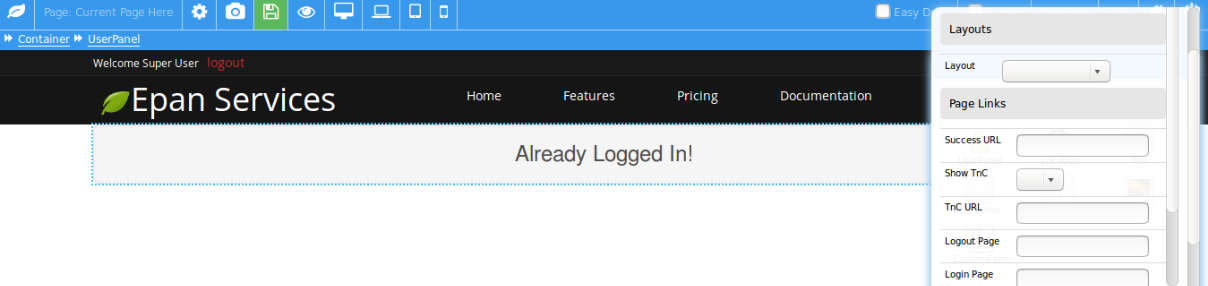 Page: Current Page Here
Easy D
Container UserPanel
Welcome Super User logout
Epan Services
Home Features Pricing Documentation
Already Logged In!
Layouts
Layout
Page Links
Success URL
Show TnC
TnC URL
Logout Page
Login Page